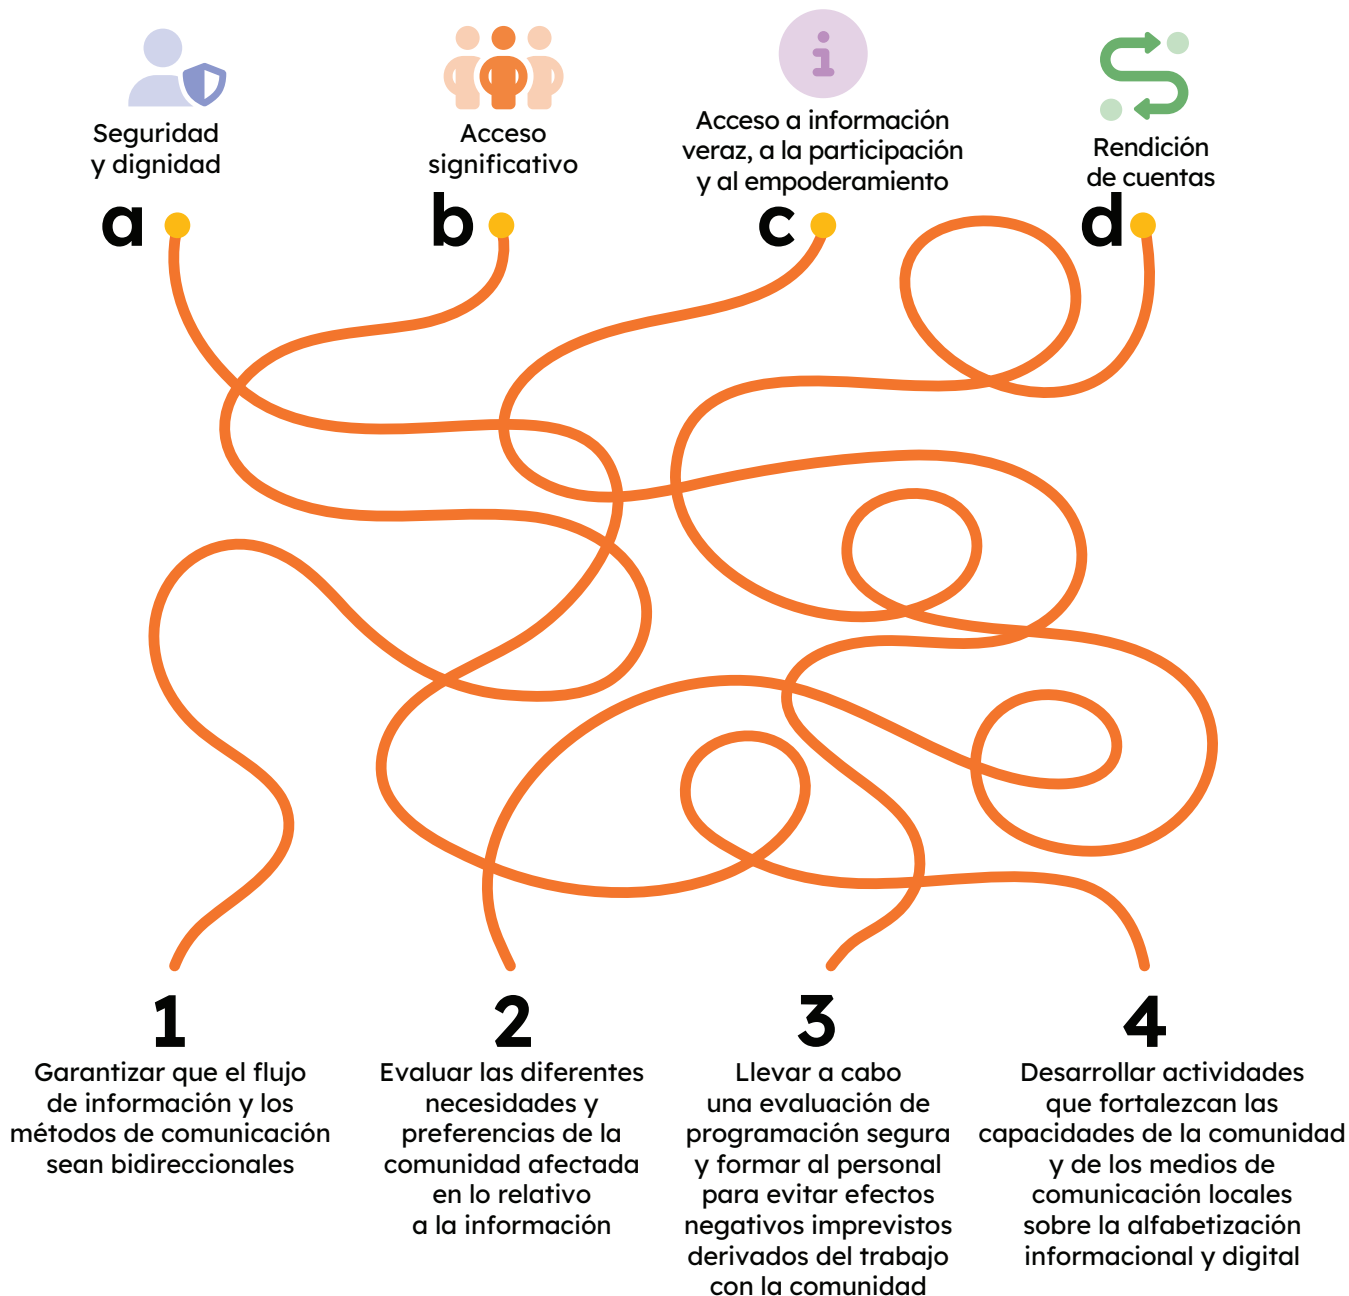 Seguridad
y dignidad
a
Acceso
significativo
b
Acceso a información
veraz, a la participación
y al empoderamiento
c
Rendición
de cuentas
d
1
Garantizar que el flujo
de información y los
métodos de comunicación
sean bidireccionales
2
Evaluar las diferentes
necesidades y
preferencias de la
comunidad afectada
en lo relativo
a la información
3
Llevar a cabo
una evaluación de
programación segura
y formar al personal
para evitar efectos
negativos imprevistos
derivados del trabajo
con la comunidad
4
Desarrollar actividades
que fortalezcan las
capacidades de la comunidad
y de los medios de
comunicación locales
sobre la alfabetización
informacional y digital